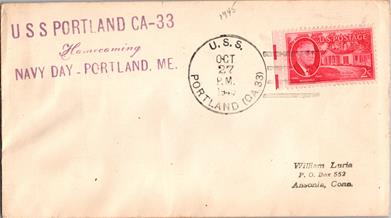 1945
USS PORTLAND CA-33
Homecoming
NAVY DAY-PORTLAND, ME.
U.S.S.
OCT
27
P.M.
PORTLAND (CA33)
U.S. POSTAGE
2¢
William Luria
P. O. Box 552
Ansonia, Conn.